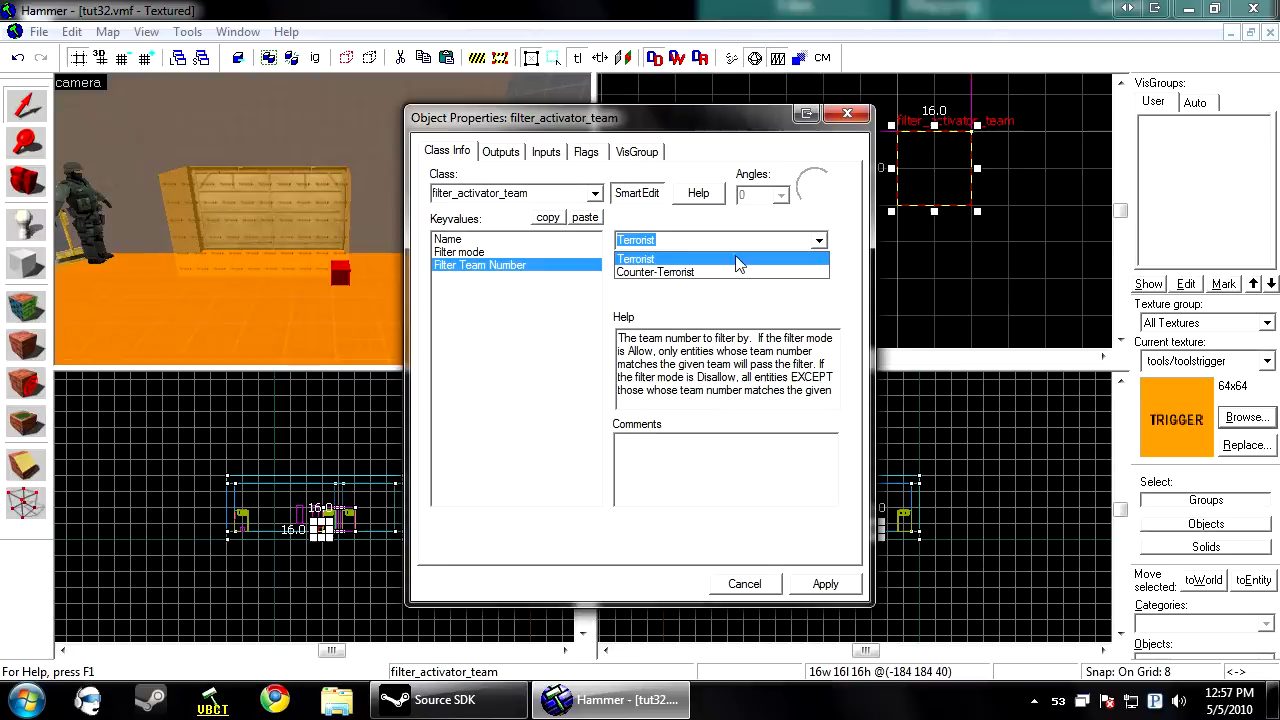 Hammer - [tut32.vmf - Textured]
File Edit View Map Tools Window Help
3D ig tl CM
camera
16.0
filter_activator_team
Object Properties: filter_activator_team
Class Info Outputs Inputs Flags VisGroup
Class:
filter_activator_team
SmartEdit
Help
Angles:
0
Keyvalues:
copy
paste
Name
Filter mode
Filter Team Number
Terrorist
Terrorist
Counter-Terrorist
Help
The team number to filter by. If the filter mode
is Allow, only entities whose team number
matches the given team will pass the filter. If
the filter mode is Disallow, all entities EXCEPT
those whose team number matches the given
Comments
Cancel
Apply
16.0
16.0
VisGroups:
User Auto
Show Edit Mark
Texture group:
All Textures
Current texture:
tools/toolstrigger
TRIGGER
64x64
Browse...
Replace...
Select:
Groups
Objects
Solids
Move
selected:
toWorld
toEntity
Categories:
Objects:
For Help, press F1
filter_activator_team
16w 16l 16h @(-184 184 40)
Snap: On Grid: 8
<->
VBCT
Source SDK
Hammer - [tut32....
53
12:57 PM
5/5/2010